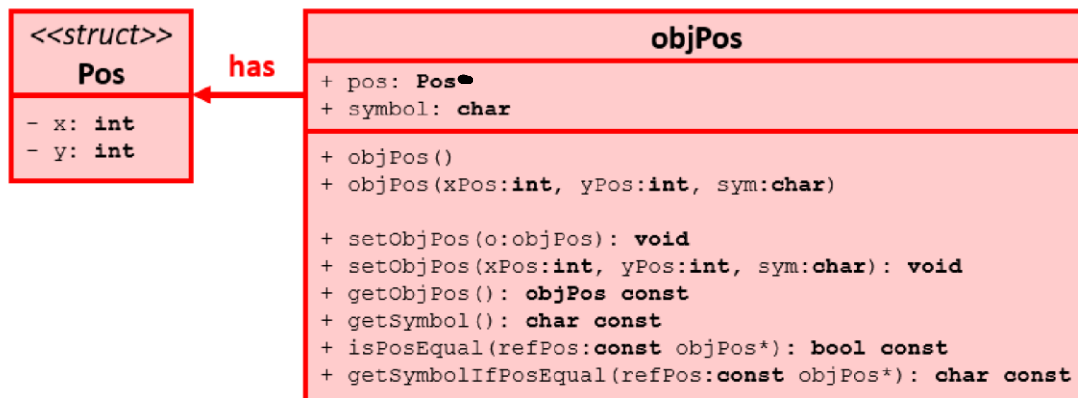 <<struct>>
Pos
- x: int
- y: int
has
objPos
+ pos: Pos
+ symbol: char
+ objPos()
+ objPos(xPos:int, yPos:int, sym:char)
+ setObjPos(o:objPos): void
+ setObjPos(xPos:int, yPos:int, sym:char): void
+ getObjPos(): objPos const
+ getSymbol(): char const
+ isPosEqual(refPos:const objPos*): bool const
+ getSymbolIfPosEqual(refPos:const objPos*): char const